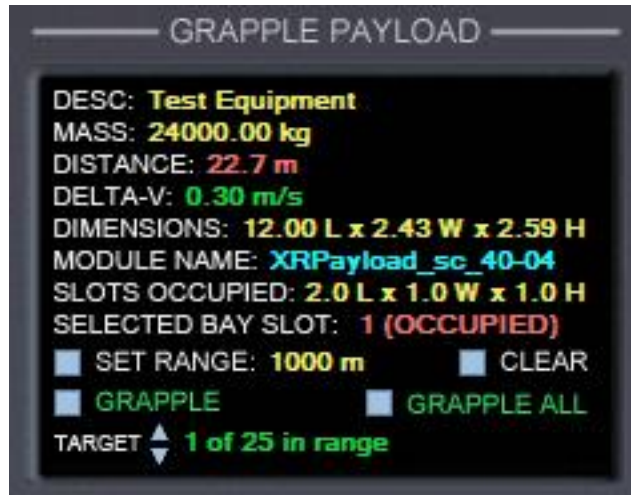 GRAPPLE PAYLOAD
DESC: Test Equipment
MASS: 24000.00 kg
DISTANCE: 22.7 m
DELTA-V: 0.30 m/s
DIMENSIONS: 12.00 L x 2.43 W x 2.59 H
MODULE NAME: XRPayload_sc_40-04
SLOTS OCCUPIED: 2.0 L x 1.0 W x 1.0 H
SELECTED BAY SLOT: 1 (OCCUPIED)
SET RANGE: 1000 m CLEAR
GRAPPLE GRAPPLE ALL
TARGET 1 of 25 in range